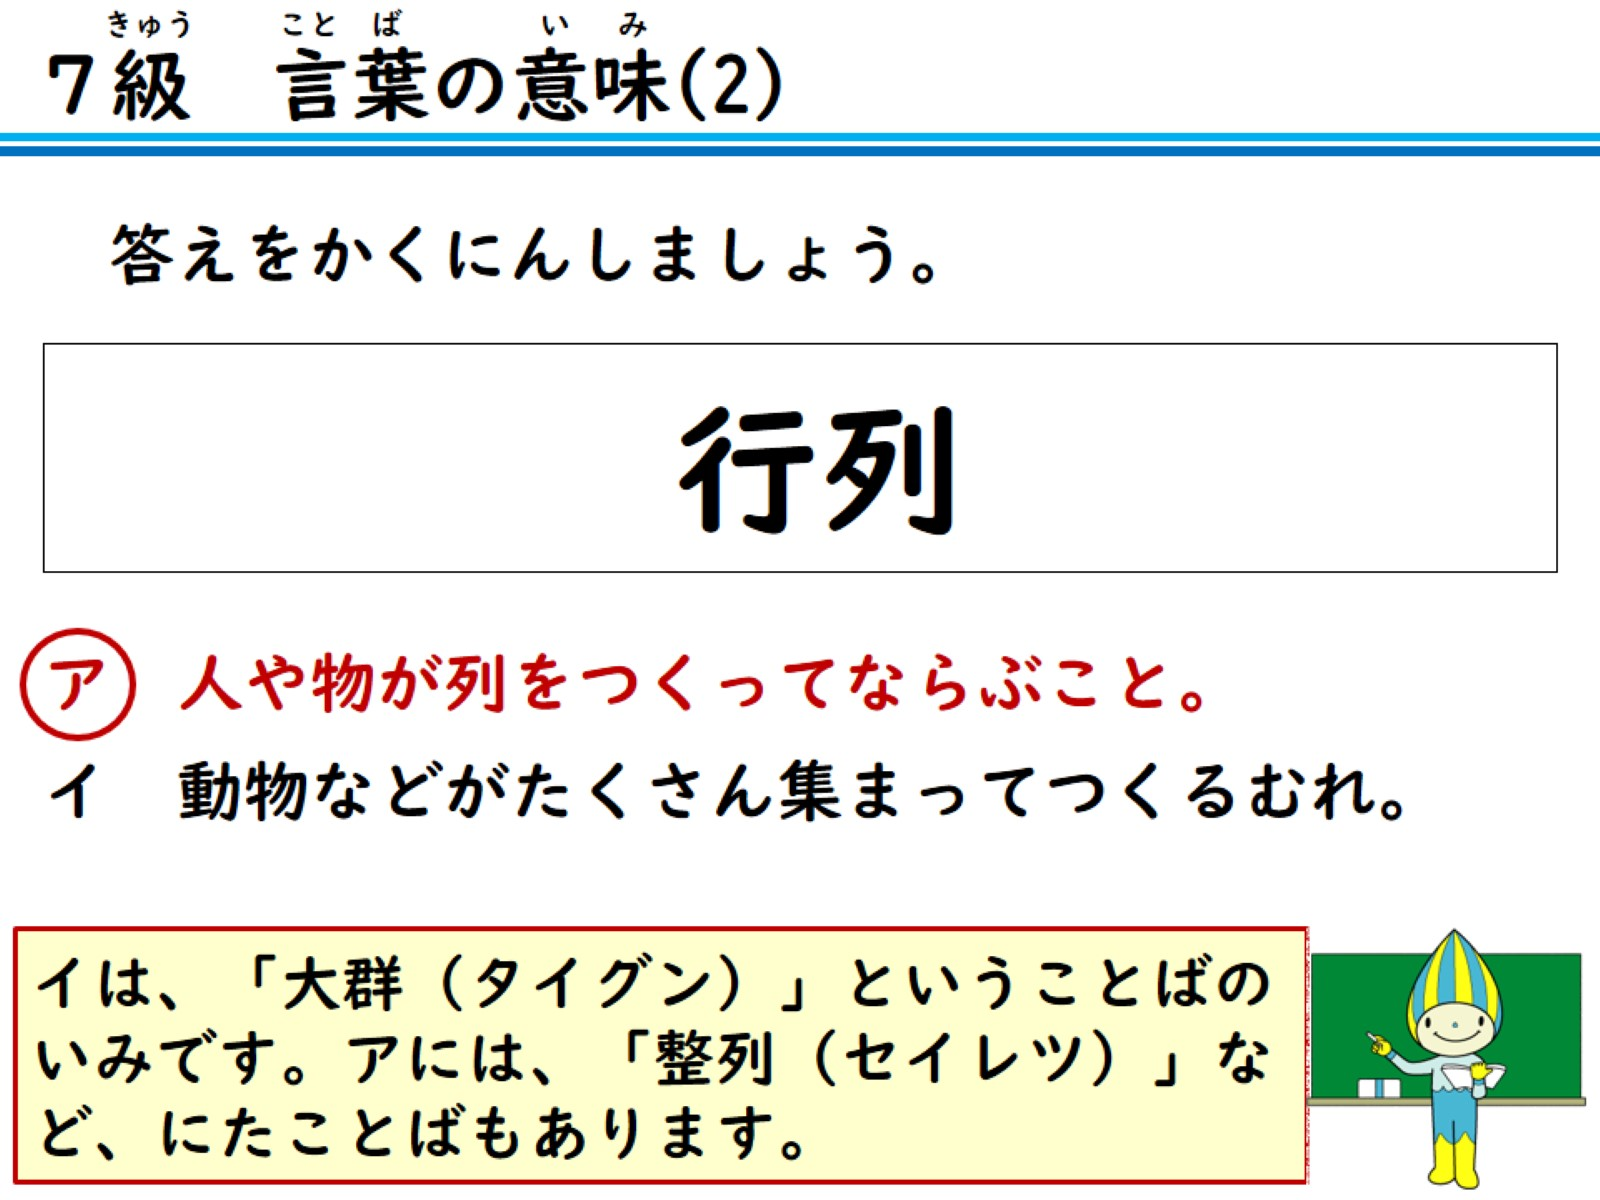 きゅう ことば いみ
7級 言葉の意味(2)
答えをかくにんしましょう。
行列
ア 人や物が列をつくってならぶこと。
イ 動物などがたくさん集まってつくるむれ。
イは、「大群（タイグン）」ということばの
いみです。アには、「整列（セイレツ）」な
ど、にたことばもあります。